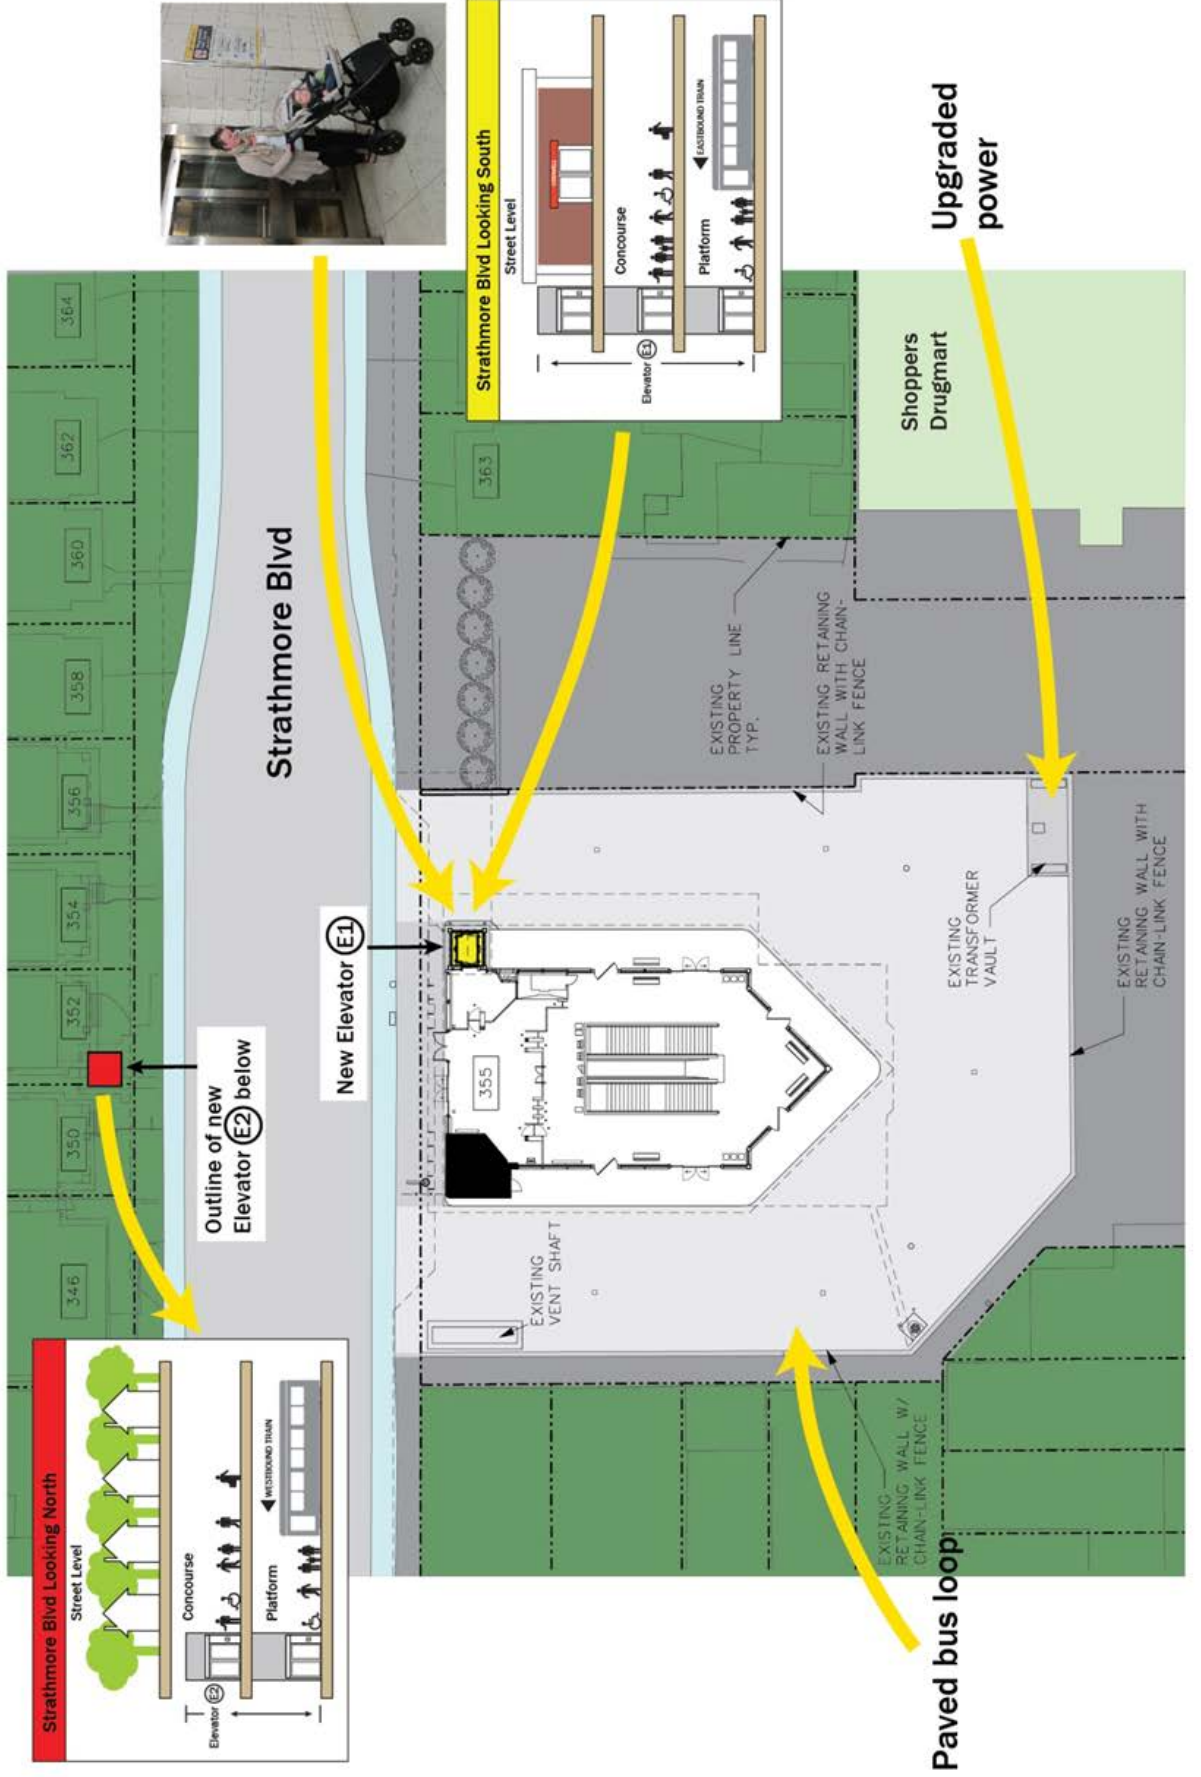 Strathmore Blvd Looking North
Street Level
Concourse
Elevator E2
Platform
WESTBOUND TRAIN
346
350
352
354
356
358
360
362
364
Outline of new
Elevator E2 below
Strathmore Blvd
New Elevator E1
Strathmore Blvd Looking South
Street Level
Concourse
Elevator E1
Platform
EASTBOUND TRAIN
355
363
EXISTING
VENT SHAFT
EXISTING
PROPERTY LINE
TYP.
EXISTING RETAINING
WALL WITH CHAIN-
LINK FENCE
Shoppers
Drugmart
EXISTING
RETAINING WALL W/
CHAIN-LINK FENCE
EXISTING
TRANSFORMER
VAULT
EXISTING
RETAINING WALL WITH
CHAIN-LINK FENCE
Paved bus loop
Upgraded
power